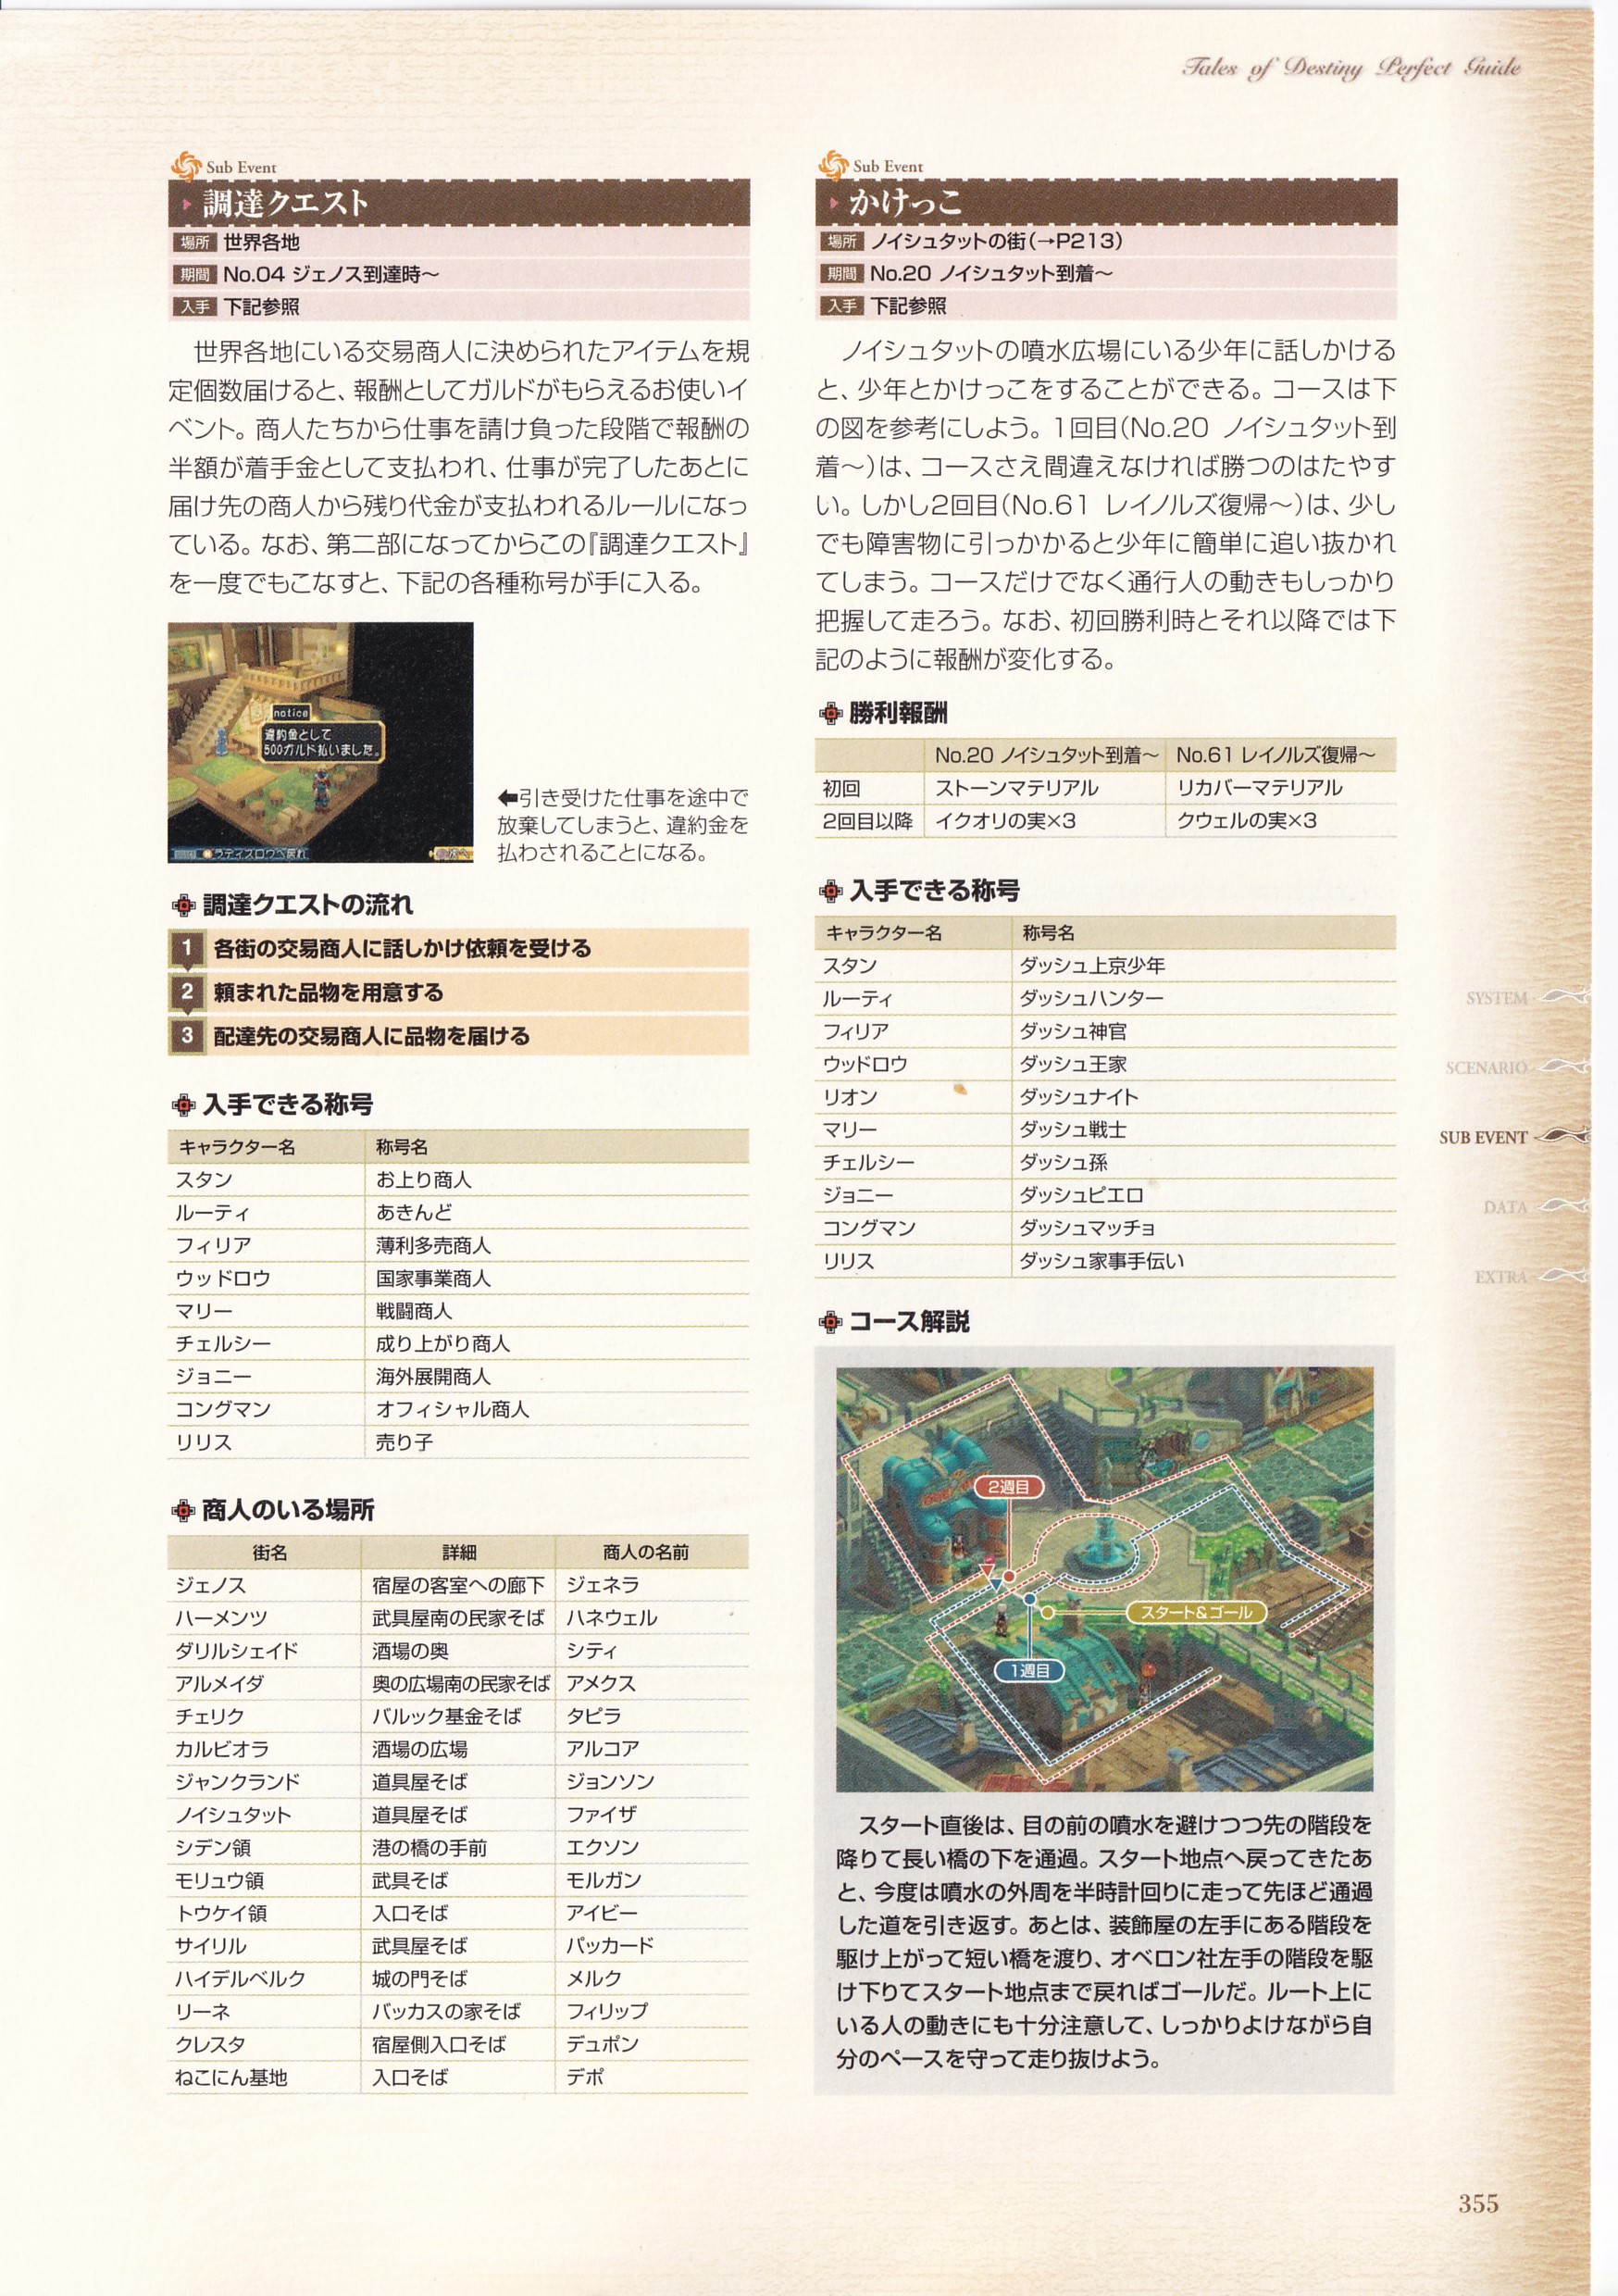 Tales of Destiny Perfect Guide
Sub Event
調達クエスト
場所 世界各地
期間 No.04 ジェノス到達時～
入手 下記参照
世界各地にいる交易商人に決められたアイテムを規
定個数届けると、報酬としてガルドがもらえるお使いイ
ベント。商人たちから仕事を請け負った段階で報酬の
半額が着手金として支払われ、仕事が完了したあとに
届け先の商人から残り代金が支払われるルールになっ
ている。なお、第二部になってからこの『調達クエスト』
を一度でもこなすと、下記の各種称号が手に入る。
notice
違約金として
500ガルド払いました。
←引き受けた仕事を途中で
放棄してしまうと、違約金を
払わされることになる。
調達クエストの流れ
1 各街の交易商人に話しかけ依頼を受ける
2 頼まれた品物を用意する
3 配達先の交易商人に品物を届ける
入手できる称号
キャラクター名 称号名
スタン お上り商人
ルーティ あきんど
フィリア 薄利多売商人
ウッドロウ 国家事業商人
マリー 戦闘商人
チェルシー 成り上がり商人
ジョニー 海外展開商人
コングマン オフィシャル商人
リリス 売り子
商人のいる場所
街名 詳細 商人の名前
ジェノス 宿屋の客室への廊下 ジェネラ
ハーメンツ 武具屋南の民家そば ハネウェル
ダリルシェイド 酒場の奥 シティ
アルメイダ 奥の広場南の民家そば アメクス
チェリク バルック基金そば タピラ
カルビオラ 酒場の広場 アルコア
ジャンクランド 道具屋そば ジョンソン
ノイシュタット 道具屋そば ファイザ
シデン領 港の橋の手前 エクソン
モリュウ領 武具そば モルガン
トウケイ領 入口そば アイビー
サイリル 武具屋そば パッカード
ハイデルベルク 城の門そば メルク
リーネ バッカスの家そば フィリップ
クレスタ 宿屋側入口そば デュポン
ねこにん基地 入口そば デポ
Sub Event
かけっこ
場所 ノイシュタットの街(→P213)
期間 No.20 ノイシュタット到着～
入手 下記参照
ノイシュタットの噴水広場にいる少年に話しかける
と、少年とかけっこをすることができる。コースは下
の図を参考にしよう。1回目(No.20 ノイシュタット到
着～)は、コースさえ間違えなければ勝つのはたやす
い。しかし2回目(No.61 レイノルズ復帰～)は、少し
でも障害物に引っかかると少年に簡単に追い抜かれ
てしまう。コースだけでなく通行人の動きもしっかり
把握して走ろう。なお、初回勝利時とそれ以降では下
記のように報酬が変化する。
勝利報酬
No.20 ノイシュタット到着～ No.61 レイノルズ復帰～
初回 ストーンマテリアル リカバーマテリアル
2回目以降 イクオリの実×3 クウェルの実×3
入手できる称号
キャラクター名 称号名
スタン ダッシュ上京少年
ルーティ ダッシュハンター
フィリア ダッシュ神官
ウッドロウ ダッシュ王家
リオン ダッシュナイト
マリー ダッシュ戦士
チェルシー ダッシュ孫
ジョニー ダッシュピエロ
コングマン ダッシュマッチョ
リリス ダッシュ家事手伝い
コース解説
2週目
スタート&ゴール
1週目
スタート直後は、目の前の噴水を避けつつ先の階段を
降りて長い橋の下を通過。スタート地点へ戻ってきたあ
と、今度は噴水の外周を半時計回りに走って先ほど通過
した道を引き返す。あとは、装飾屋の左手にある階段を
駆け上がって短い橋を渡り、オベロン社左手の階段を駆
け下りてスタート地点まで戻ればゴールだ。ルート上に
いる人の動きにも十分注意して、しっかりよけながら自
分のペースを守って走り抜けよう。
SYSTEM
SCENARIO
SUB EVENT
DATA
EXTRA
355